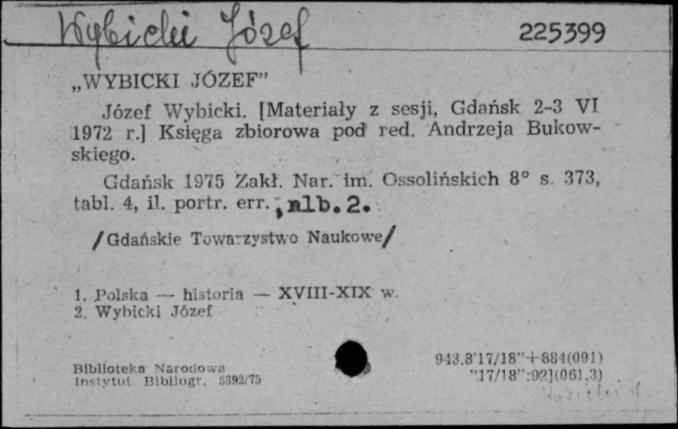 Wybicki Józef
225399
„WYBICKI JÓZEF”
Józef Wybicki. [Materiały z sesji, Gdańsk 2-3 VI
1972 r.] Księga zbiorowa pod red. Andrzeja Bukow-
skiego.
Gdańsk 1975 Zakł. Nar. im. Ossolińskich 8° s. 373,
tabl. 4, il. portr. err., nlb. 2.
/Gdańskie Towarzystwo Naukowe/
1. Polska — historia — XVIII-XIX w.
2. Wybicki Józef
943.8"17/18"+884(091)
"17/18":92](061.3)
Biblioteka Narodowa
Instytut Bibliogr. 5392/75